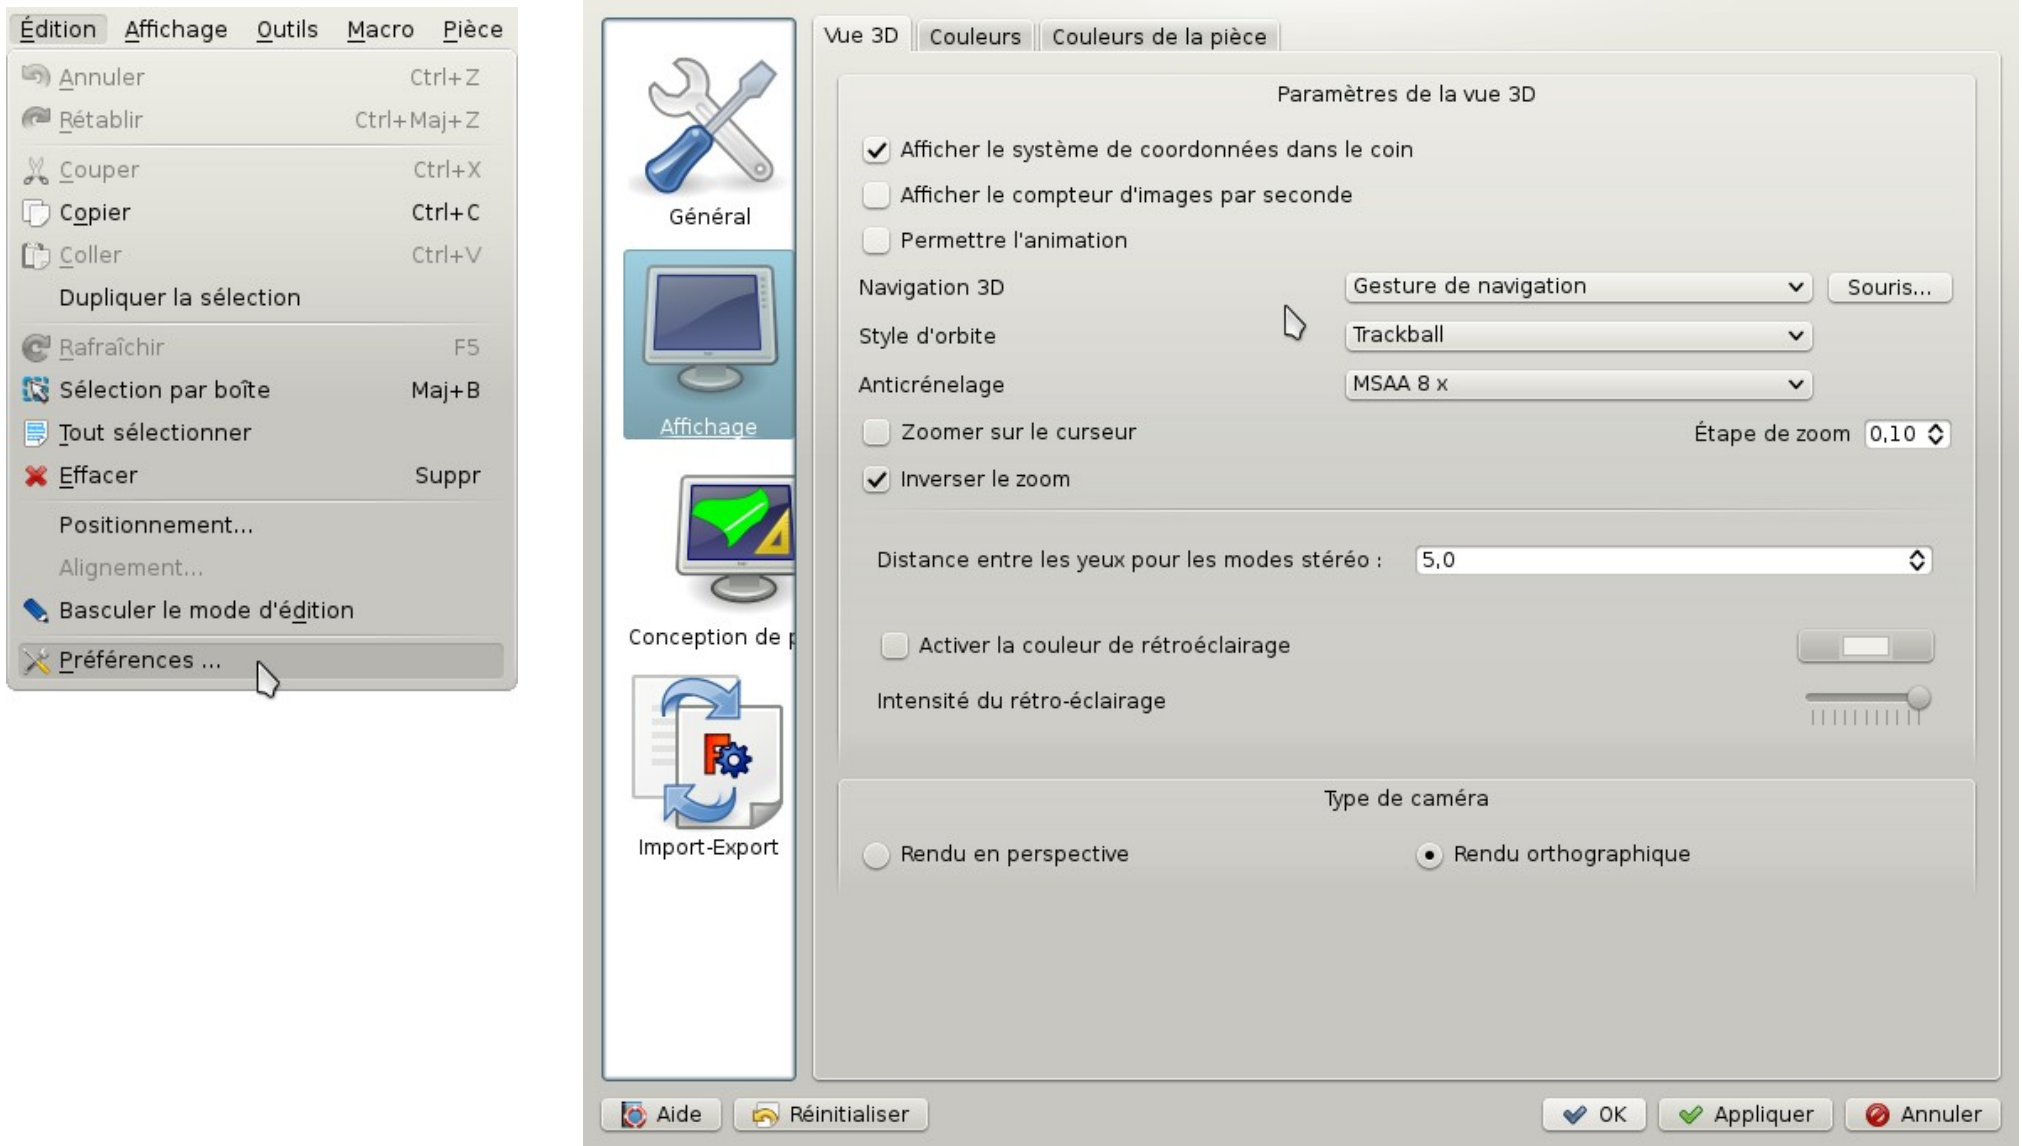 Édition Affichage Outils Macro Pièce
Annuler Ctrl+Z
Rétablir Ctrl+Maj+Z
Couper Ctrl+X
Copier Ctrl+C
Coller Ctrl+V
Dupliquer la sélection
Rafraîchir F5
Sélection par boîte Maj+B
Tout sélectionner
Effacer Suppr
Positionnement...
Alignement...
Basculer le mode d'édition
Préférences ...
Général
Affichage
Conception de p
Import-Export
Vue 3D Couleurs Couleurs de la pièce
Paramètres de la vue 3D
Afficher le système de coordonnées dans le coin
Afficher le compteur d'images par seconde
Permettre l'animation
Navigation 3D Gesture de navigation Souris...
Style d'orbite Trackball
Anticrénelage MSAA 8 x
Zoomer sur le curseur Étape de zoom 0,10
Inverser le zoom
Distance entre les yeux pour les modes stéréo : 5,0
Activer la couleur de rétroéclairage
Intensité du rétro-éclairage
Type de caméra
Rendu en perspective Rendu orthographique
Aide Réinitialiser OK Appliquer Annuler